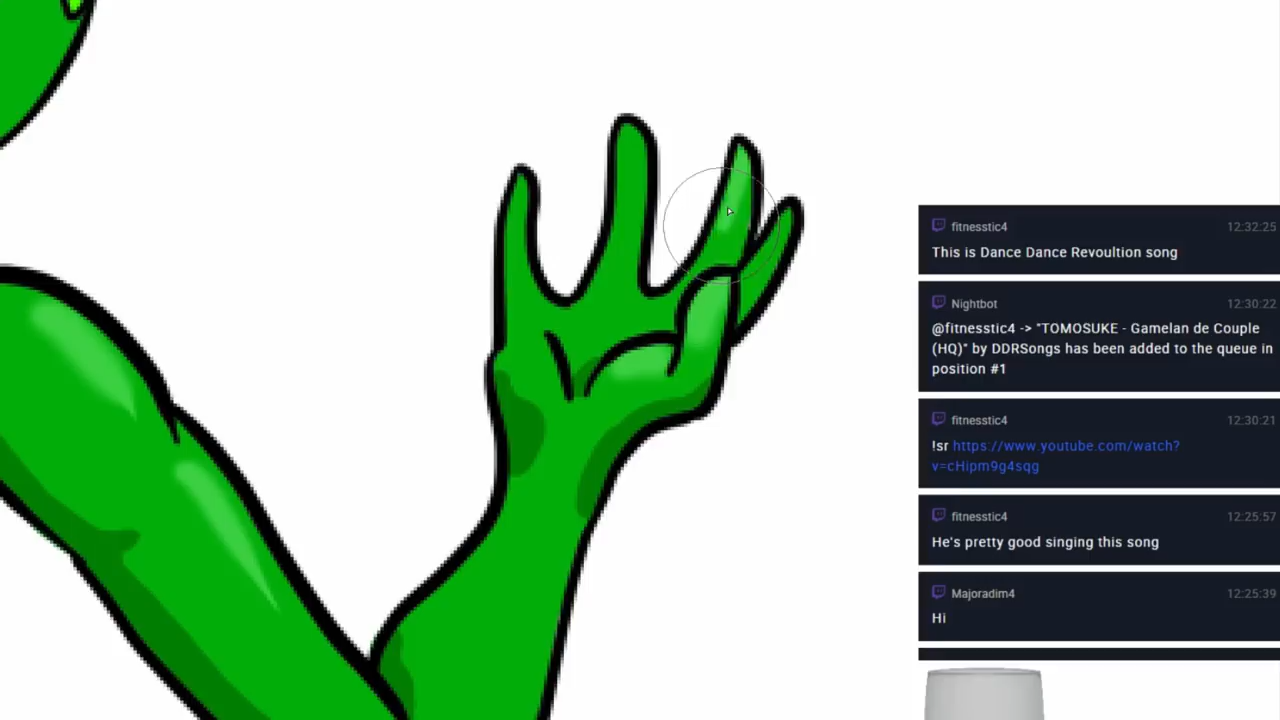 fitnesstic4 12:32:25
This is Dance Dance Revoultion song
Nightbot 12:30:22
@fitnesstic4 -> "TOMOSUKE - Gamelan de Couple
(HQ)" by DDRSongs has been added to the queue in
position #1
fitnesstic4 12:30:21
!sr https://www.youtube.com/watch?
v=cHipm9g4sqg
fitnesstic4 12:25:57
He's pretty good singing this song
Majoradim4 12:25:39
Hi